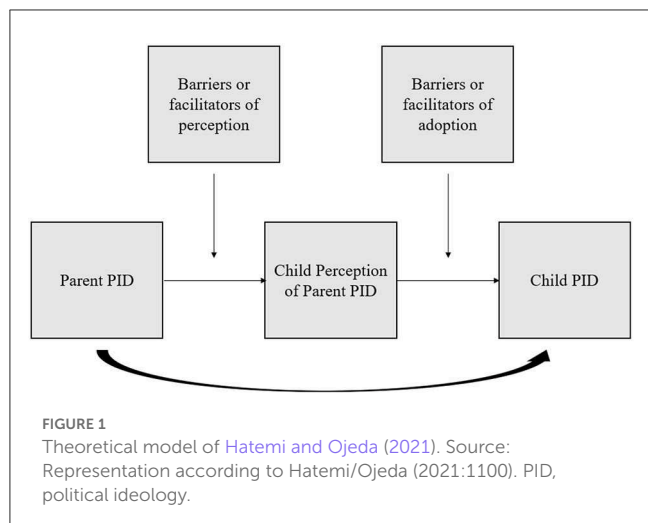 Barriers or
facilitators of
perception
Barriers or
facilitators of
adoption
Parent PID
Child Perception
of Parent PID
Child PID
FIGURE 1
Theoretical model of Hatemi and Ojeda (2021). Source:
Representation according to Hatemi/Ojeda (2021:1100). PID,
political ideology.